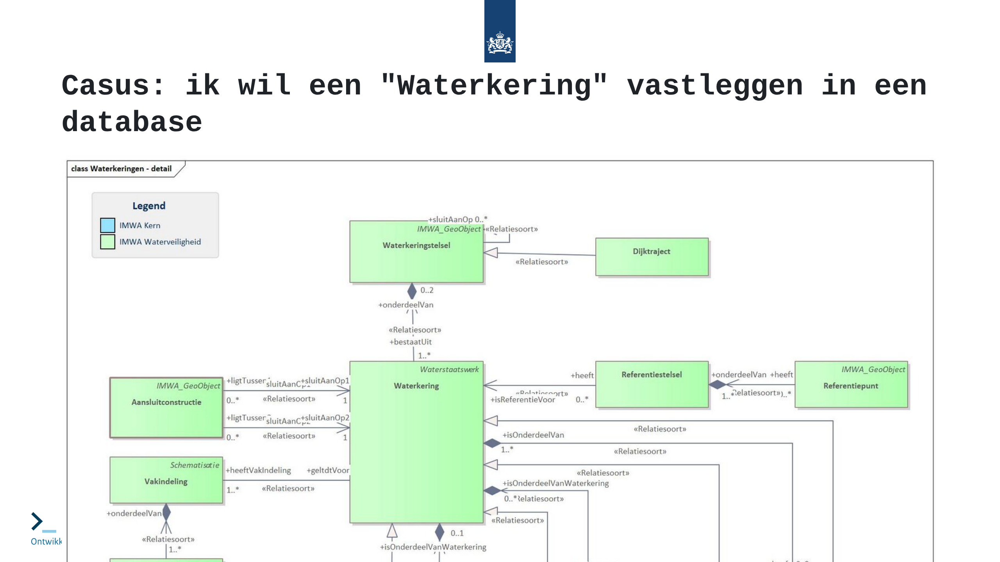 Casus: ik wil een "Waterkering" vastleggen in een
database
class Waterkeringen - detail
Legend
IMWA Kern
IMWA Waterveiligheid
+sluitAanOp 0..*
IMWA_GeoObject
«Relatiesoort»
Waterkeringstelsel
Dijktraject
«Relatiesoort»
0..2
+onderdeelVan
«Relatiesoort»
+bestaatUit
1..*
Waterstaatswerk
Waterkering
IMWA_GeoObject
Aansluitconstructie
+sluitAanOp1
0..*
«Relatiesoort»
1
+sluitAanOp2
0..*
«Relatiesoort»
1
+heeft
+isReferentieVoor
0..*
Referentiestelsel
+onderdeelVan
+heeft
1..*
IMWA_GeoObject
Referentiepunt
«Relatiesoort»
+isOnderdeelVan
1..*
«Relatiesoort»
Schematisatie
Vakindeling
+heeftVakIndeling
+geltdtVoor
1..*
«Relatiesoort»
«Relatiesoort»
+isOnderdeelVanWaterkering
0..*
«Relatiesoort»
+onderdeelVan
«Relatiesoort»
1..*
0..1
+isOnderdeelVanWaterkering